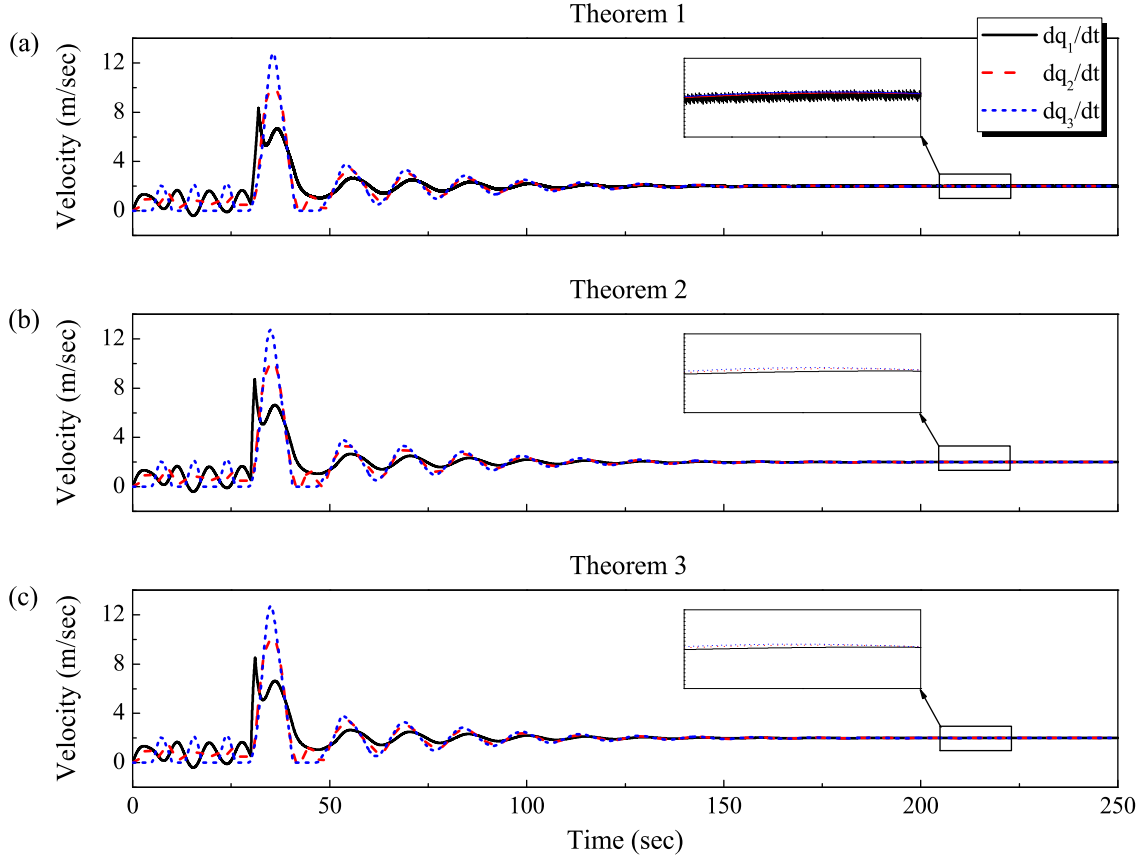 Theorem 1
(a)
dq₁/dt
dq₂/dt
dq₃/dt
Velocity (m/sec)
12
8
4
0
Theorem 2
(b)
Velocity (m/sec)
12
8
4
0
Theorem 3
(c)
Velocity (m/sec)
12
8
4
0
0 50 100 150 200 250
Time (sec)